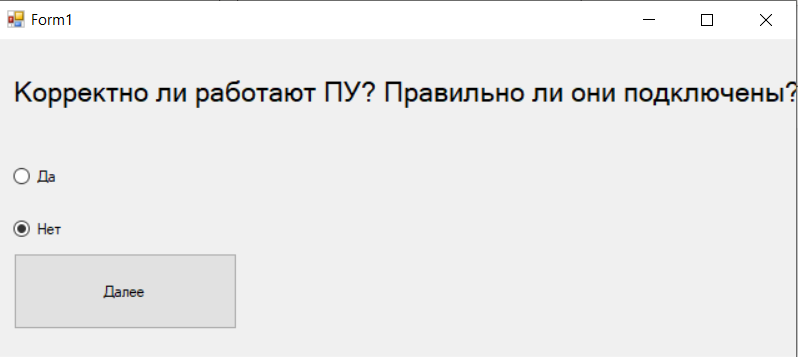 Form1
Корректно ли работают ПУ? Правильно ли они подключены?
Да
Нет
Далее